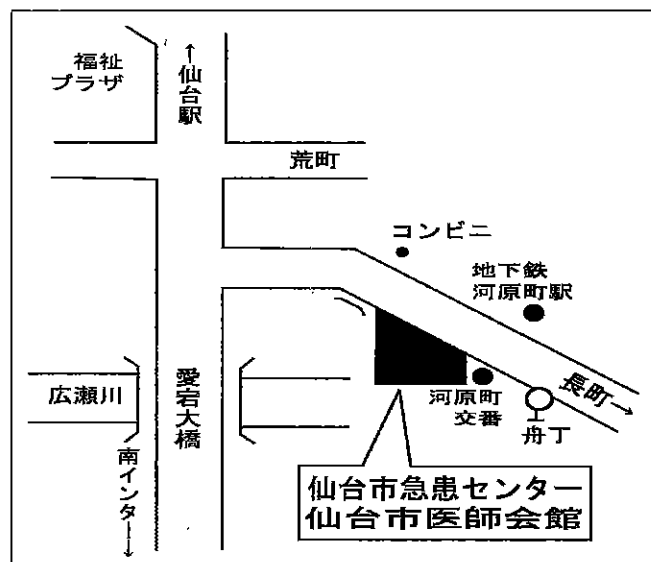 福祉
プラザ
←仙台駅
荒町
コンビニ
地下鉄
河原町駅
広瀬川
愛宕大橋
河原町
交番
長町→
舟丁
南インター→
仙台市急患センター
仙台市医師会館